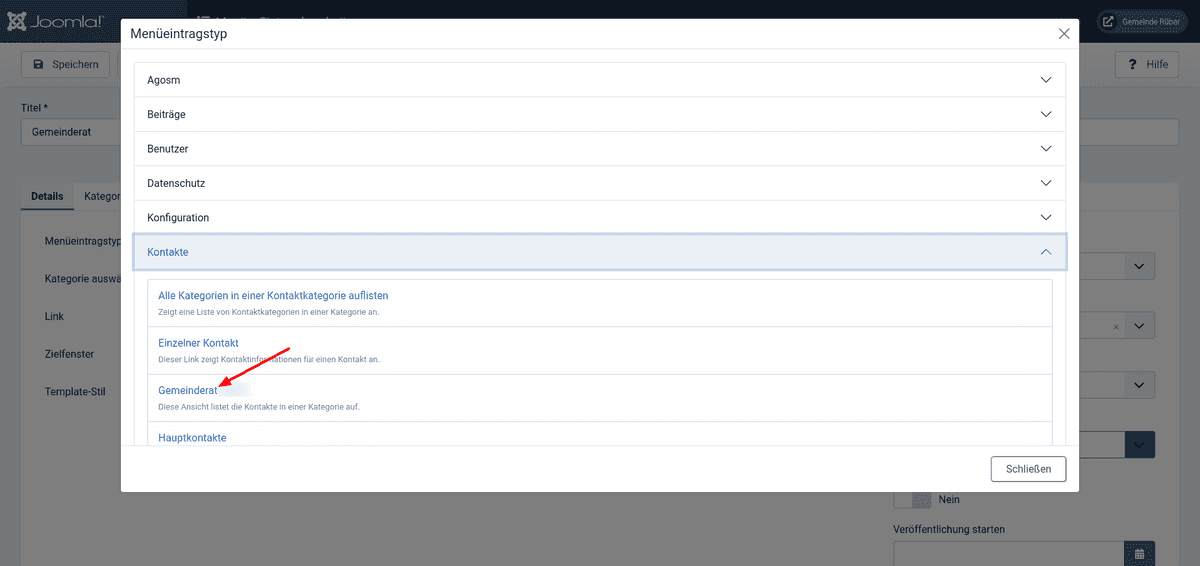 Joomla!®
Gemeinde Rüber
Menüeintragstyp
Speichern
Hilfe
Titel *
Gemeinderat
Details
Menüeintragstyp
Link
Zielfenster
Template-Stil
Agosm
Beiträge
Benutzer
Datenschutz
Konfiguration
Kontakte
Alle Kategorien in einer Kontaktkategorie auflisten
Zeigt eine Liste von Kontaktkategorien in einer Kategorie an.
Einzelner Kontakt
Dieser Link zeigt Kontaktinformationen für einen Kontakt an.
Gemeinderat
Diese Ansicht listet die Kontakte in einer Kategorie auf.
Hauptkontakte
Schließen
Nein
Veröffentlichung starten